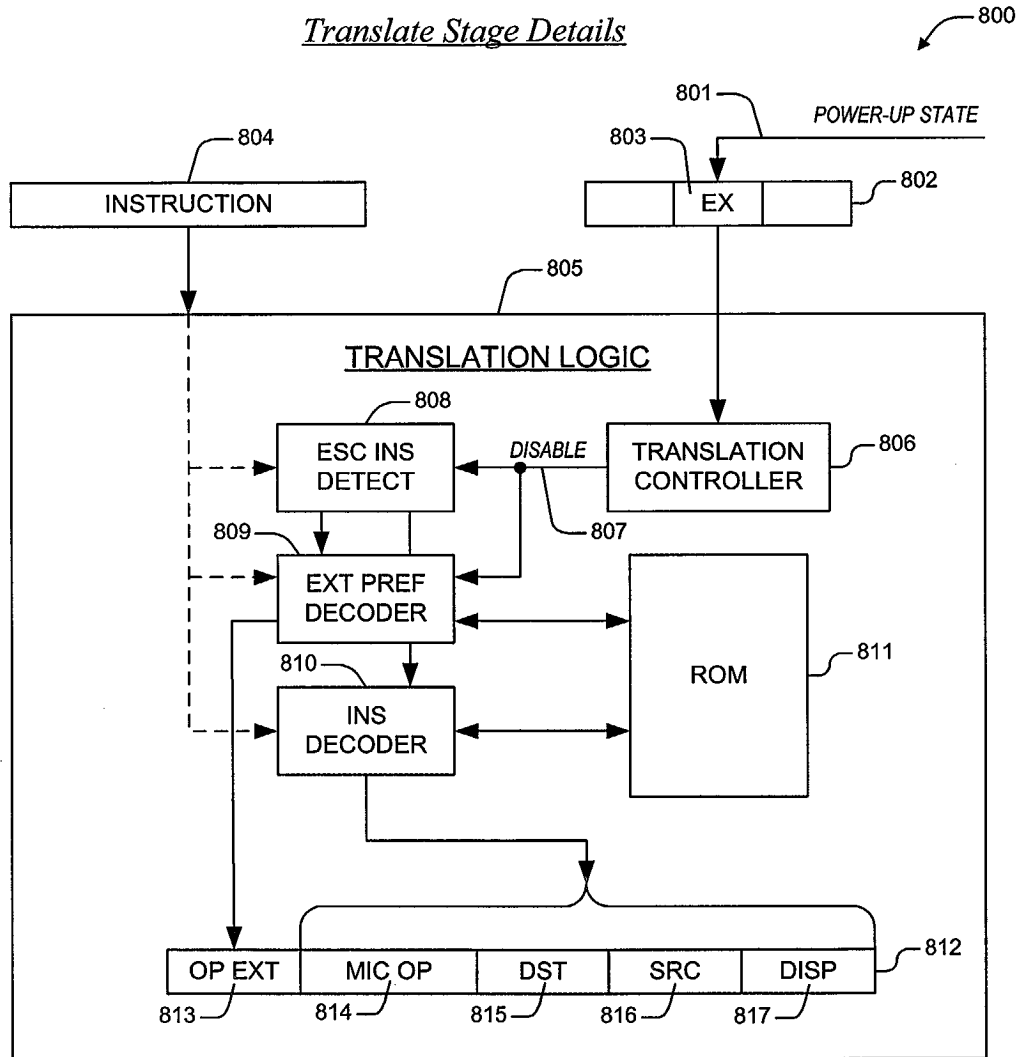 Translate Stage Details
800
801
POWER-UP STATE
804
803
INSTRUCTION
EX
802
805
TRANSLATION LOGIC
808
ESC INS
DETECT
DISABLE
TRANSLATION
CONTROLLER
806
807
809
EXT PREF
DECODER
810
INS
DECODER
ROM
811
OP EXT
MIC OP
DST
SRC
DISP
812
813
814
815
816
817